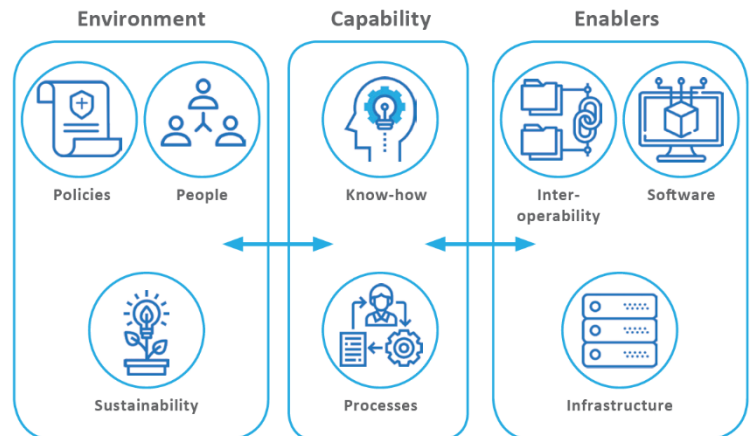 Environment
Capability
Enablers
Policies
People
Know-how
Inter-
operability
Software
Sustainability
Processes
Infrastructure